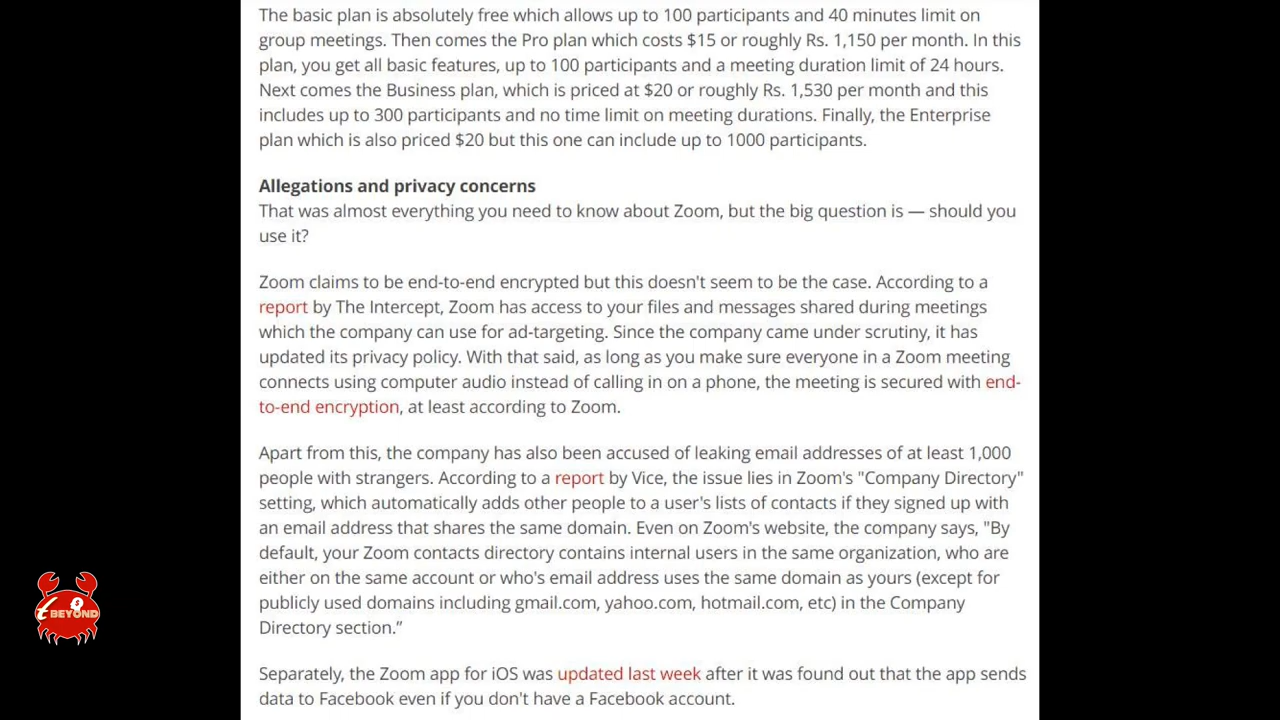 The basic plan is absolutely free which allows up to 100 participants and 40 minutes limit on
group meetings. Then comes the Pro plan which costs $15 or roughly Rs. 1,150 per month. In this
plan, you get all basic features, up to 100 participants and a meeting duration limit of 24 hours.
Next comes the Business plan, which is priced at $20 or roughly Rs. 1,530 per month and this
includes up to 300 participants and no time limit on meeting durations. Finally, the Enterprise
plan which is also priced $20 but this one can include up to 1000 participants.
Allegations and privacy concerns
That was almost everything you need to know about Zoom, but the big question is — should you
use it?
Zoom claims to be end-to-end encrypted but this doesn't seem to be the case. According to a
report by The Intercept, Zoom has access to your files and messages shared during meetings
which the company can use for ad-targeting. Since the company came under scrutiny, it has
updated its privacy policy. With that said, as long as you make sure everyone in a Zoom meeting
connects using computer audio instead of calling in on a phone, the meeting is secured with end-
to-end encryption, at least according to Zoom.
Apart from this, the company has also been accused of leaking email addresses of at least 1,000
people with strangers. According to a report by Vice, the issue lies in Zoom's "Company Directory"
setting, which automatically adds other people to a user's lists of contacts if they signed up with
an email address that shares the same domain. Even on Zoom's website, the company says, "By
default, your Zoom contacts directory contains internal users in the same organization, who are
either on the same account or who's email address uses the same domain as yours (except for
publicly used domains including gmail.com, yahoo.com, hotmail.com, etc) in the Company
Directory section.”
Separately, the Zoom app for iOS was updated last week after it was found out that the app sends
data to Facebook even if you don't have a Facebook account.
BEYOND